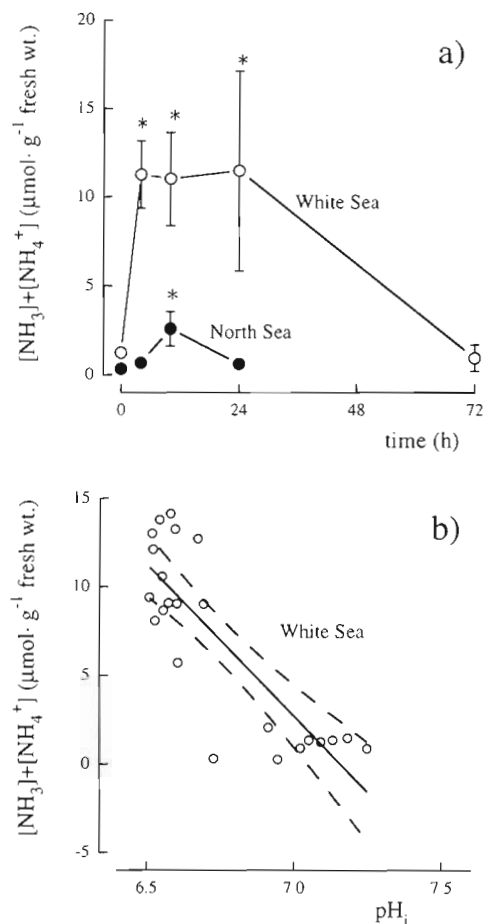 a)
[NH₃]+[NH₄⁺] (μmol· g⁻¹ fresh wt.)
20
15
10
5
0
*
*
*
White Sea
*
North Sea
0
24
48
72
time (h)
b)
[NH₃]+[NH₄⁺] (μmol· g⁻¹ fresh wt.)
15
10
5
0
-5
White Sea
6.5
7 0
7 5
pHᵢ